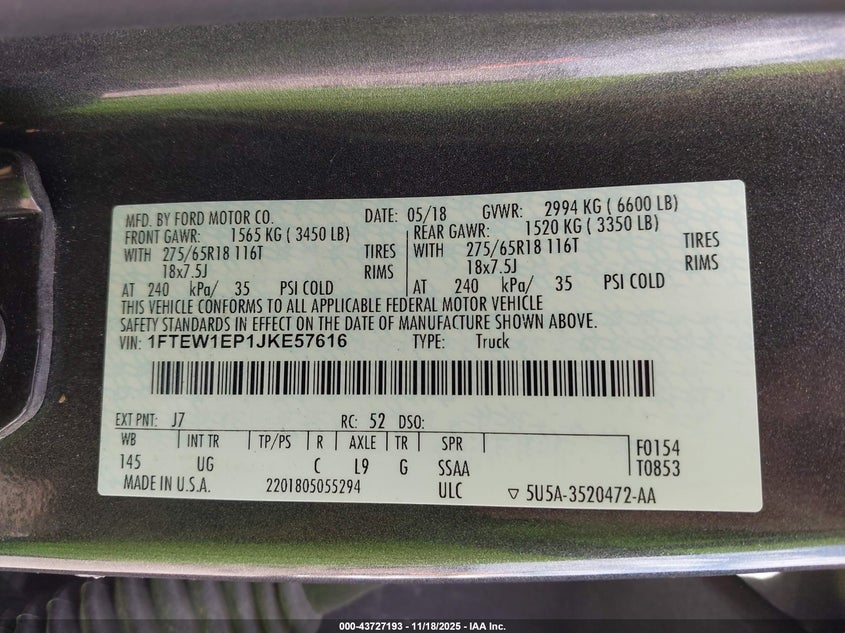 MFD. BY FORD MOTOR CO. DATE: 05/18 GVWR: 2994 KG ( 6600 LB)
FRONT GAWR: 1565 KG ( 3450 LB) REAR GAWR: 1520 KG ( 3350 LB)
WITH 275/65R18 116T TIRES WITH 275/65R18 116T TIRES
18x7.5J RIMS 18x7.5J RIMS
AT 240 kPa/ 35 PSI COLD AT 240 kPa/ 35 PSI COLD
THIS VEHICLE CONFORMS TO ALL APPLICABLE FEDERAL MOTOR VEHICLE
SAFETY STANDARDS IN EFFECT ON THE DATE OF MANUFACTURE SHOWN ABOVE.
VIN: 1FTEW1EP1JKE57616 TYPE: Truck
EXT PNT: J7 RC: 52 DSO:
WB INT TR TP/PS R AXLE TR SPR F0154
145 UG C L9 G SSAA T0853
MADE IN U.S.A. 2201805055294 ULC ▽ 5U5A-3520472-AA
000-43727193 - 11/18/2025 - IAA Inc.